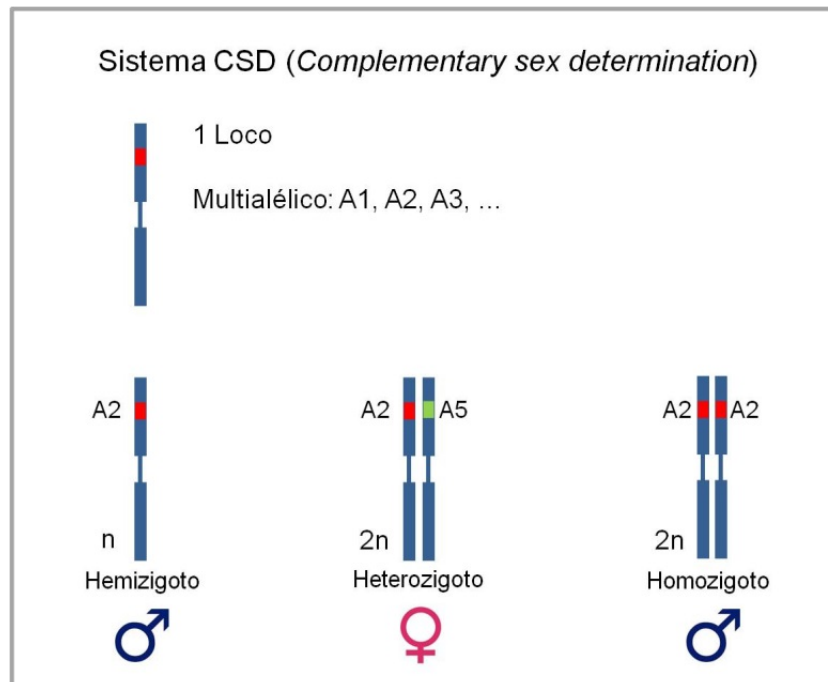 Sistema CSD (Complementary sex determination)
1 Loco
Multialélico: A1, A2, A3, ...
A2
A2 A5
A2 A2
n
2n
2n
Hemizigoto
Heterozigoto
Homozigoto
♂
♀
♂